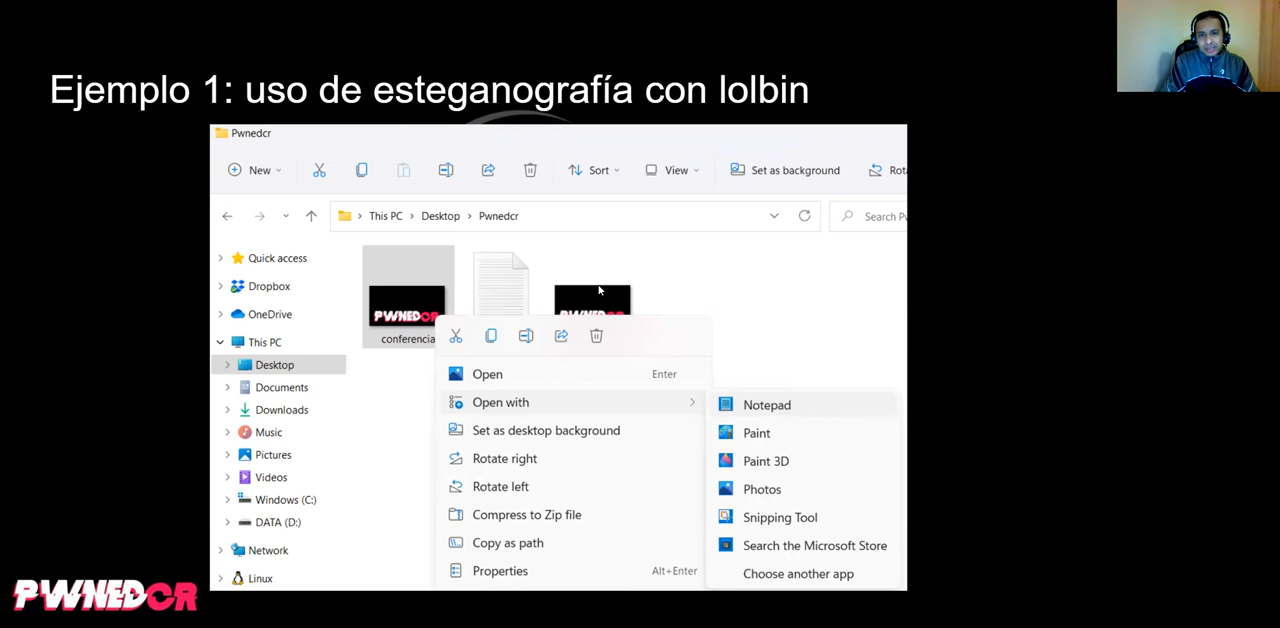 Ejemplo 1: uso de esteganografía con lolbin
Pwnedcr
New
Sort
View
Set as background
This PC > Desktop > Pwnedcr
Search
Quick access
Dropbox
OneDrive
This PC
Desktop
Documents
Downloads
Music
Pictures
Videos
Windows (C:)
DATA (D:)
Network
Linux
PWNEDCR
conferencia
Open Enter
Open with
Set as desktop background
Rotate right
Rotate left
Compress to Zip file
Copy as path
Properties Alt+Enter
Notepad
Paint
Paint 3D
Photos
Snipping Tool
Search the Microsoft Store
Choose another app
PWNEDCR